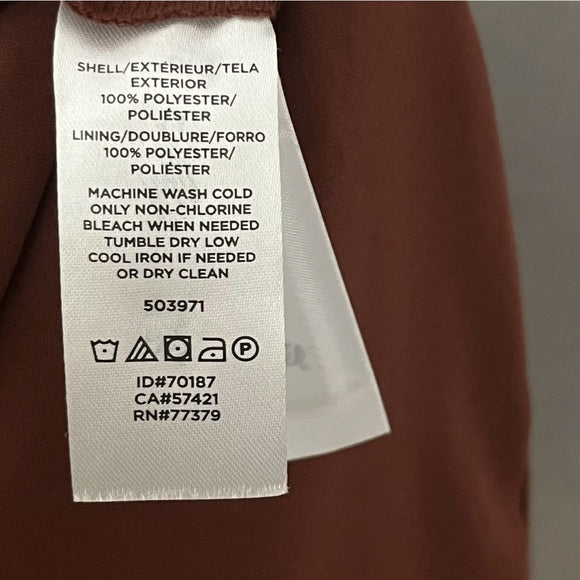 SHELL/EXTÉRIEUR/TELA
EXTERIOR
100% POLYESTER/
POLIÉSTER
LINING/DOUBLURE/FORRO
100% POLYESTER/
POLIÉSTER
MACHINE WASH COLD
ONLY NON-CHLORINE
BLEACH WHEN NEEDED
TUMBLE DRY LOW
COOL IRON IF NEEDED
OR DRY CLEAN
503971
P
ID#70187
CA#57421
RN#77379